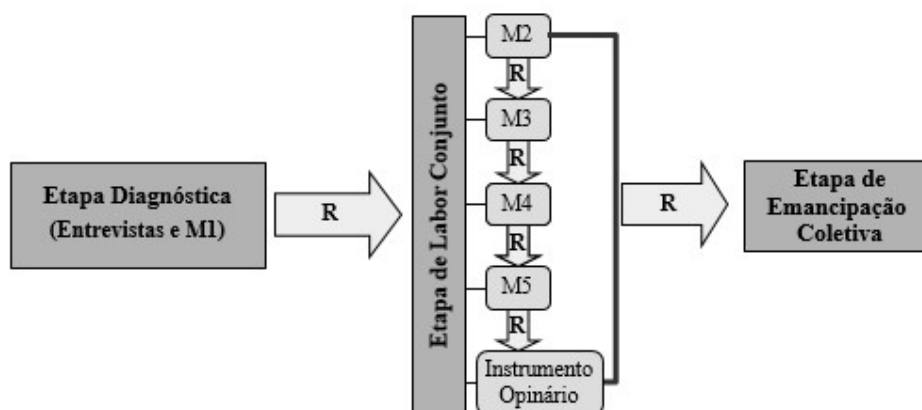 Etapa Diagnóstica
(Entrevistas e M1)
R
Etapa de Labor Conjunto
M2
R
M3
R
M4
R
M5
R
Instrumento
Opinário
R
Etapa de
Emancipação
Coletiva